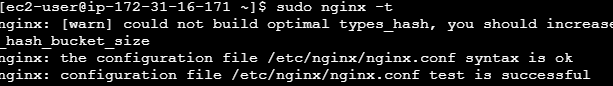 [ec2-user@ip-172-31-16-171 ~]$ sudo nginx -t
nginx: [warn] could not build optimal types_hash, you should increase
_hash_bucket_size
nginx: the configuration file /etc/nginx/nginx.conf syntax is ok
nginx: configuration file /etc/nginx/nginx.conf test is successful